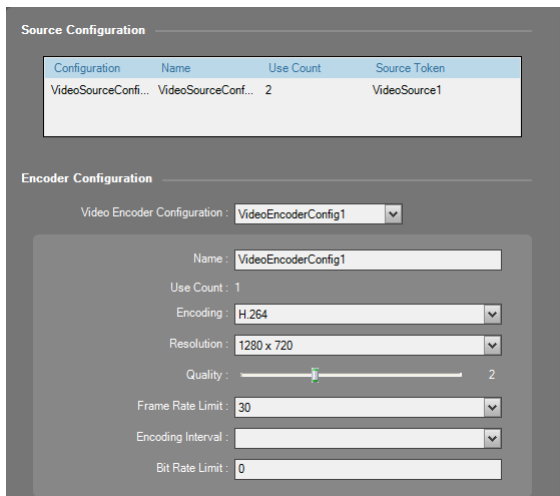 Source Configuration
Configuration Name Use Count Source Token
VideoSourceConfi... VideoSourceConf... 2 VideoSource1
Encoder Configuration
Video Encoder Configuration : VideoEncoderConfig1
Name : VideoEncoderConfig1
Use Count : 1
Encoding : H.264
Resolution : 1280 x 720
Quality : 2
Frame Rate Limit : 30
Encoding Interval :
Bit Rate Limit : 0